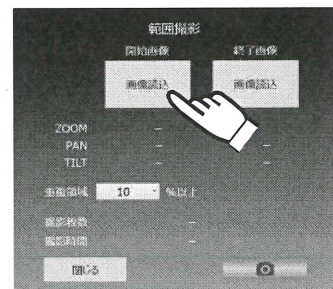 範囲撮影
開始画像 終了画像
画像読込 画像読込
ZOOM –
PAN – –
TILT – –
重複領域 10 %以上
撮影枚数 –
撮影時間 –
閉じる